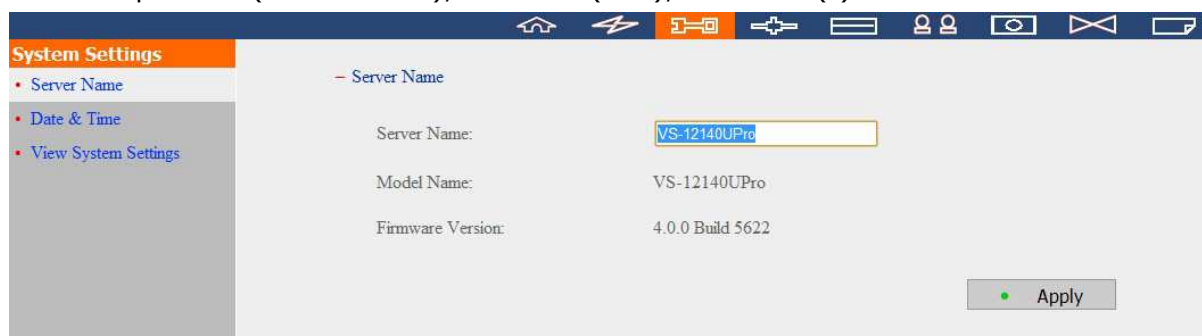 System Settings
Server Name
Date & Time
View System Settings
– Server Name
Server Name: VS-12140UPro
Model Name: VS-12140UPro
Firmware Version: 4.0.0 Build 5622
Apply